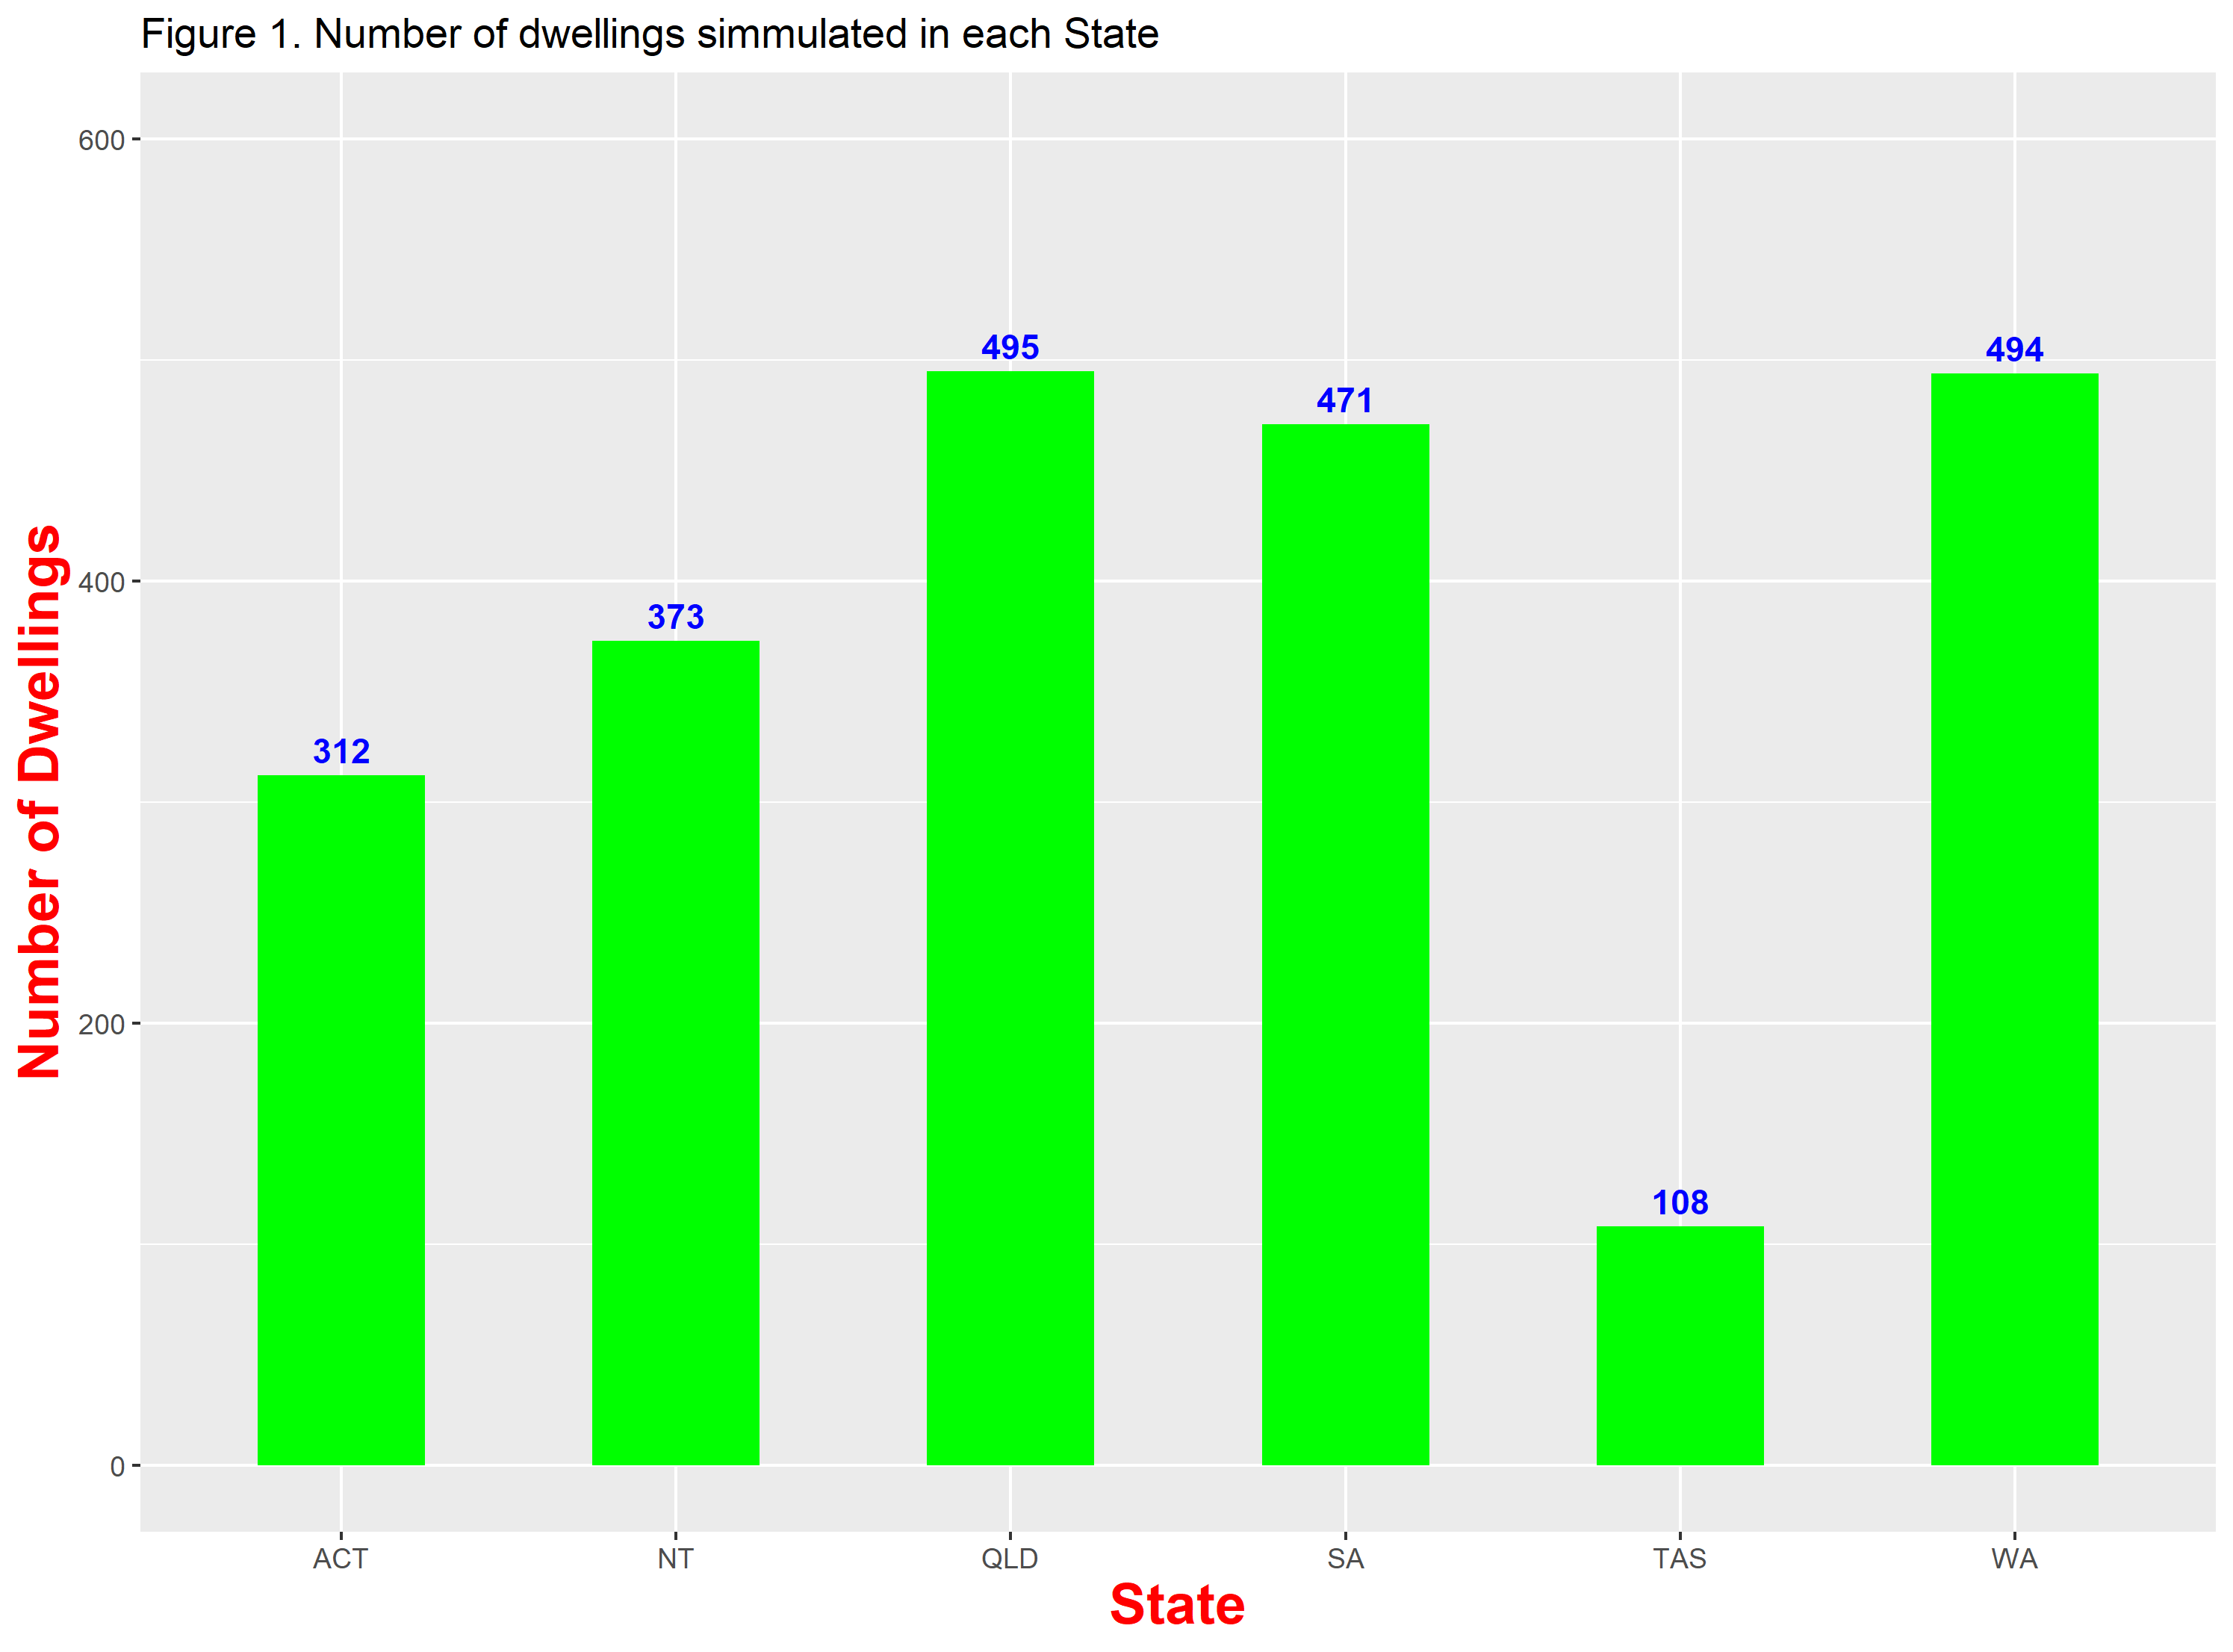 Figure 1. Number of dwellings simmulated in each State
Number of Dwellings
600
400
200
0
312
373
495
471
108
494
ACT
NT
QLD
SA
TAS
WA
State